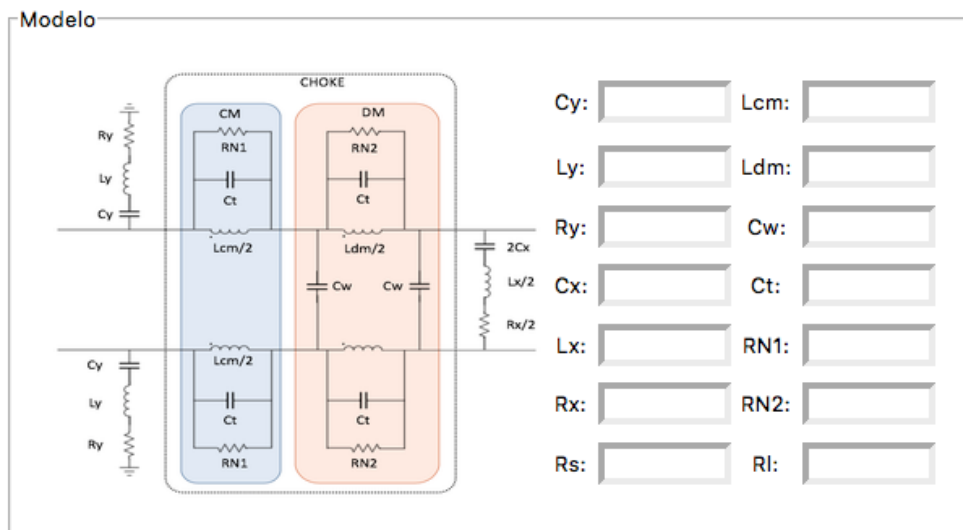 Modelo
CHOKE
CM
DM
Ry
Ly
Cy
RN1
Ct
Lcm/2
RN2
Ct
Ldm/2
Cw
Cw
2Cx
Lx/2
Rx/2
Cy
Ly
Ry
Lcm/2
Ct
RN1
Ct
RN2
Cy: Lcm:
Ly: Ldm:
Ry: Cw:
Cx: Ct:
Lx: RN1:
Rx: RN2:
Rs: Rl: